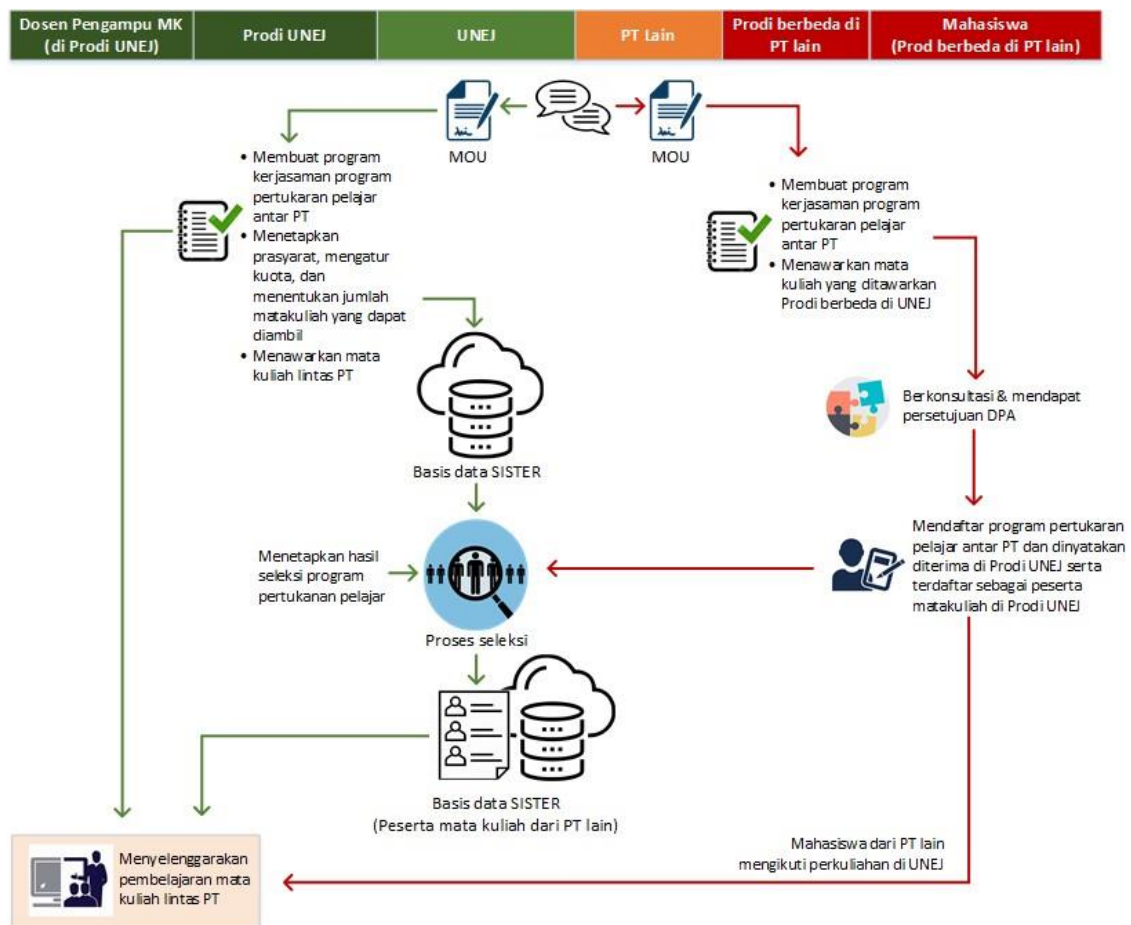 Dosen Pengampu MK
(di Prodi UNEJ)
Prodi UNEJ
UNEJ
PT Lain
Prodi berbeda di
PT lain
Mahasiswa
(Prod berbeda di PT lain)
MOU
MOU
• Membuat program
kerjasaman program
pertukaran pelajar
antar PT
• Menetapkan
prasyarat, mengatur
kuota, dan
menentukan jumlah
matakuliah yang dapat
diambil
• Menawarkan mata
kuliah lintas PT
• Membuat program
kerjasaman program
pertukaran pelajar
antar PT
• Menawarkan mata
kuliah yang ditawarkan
Prodi berbeda di UNEJ
Berkonsultasi & mendapat
persetujuan DPA
Basis data SISTER
Menetapkan hasil
seleksi program
pertukanan pelajar
Proses seleksi
Mendaftar program pertukaran
pelajar antar PT dan dinyatakan
diterima di Prodi UNEJ serta
terdaftar sebagai peserta
matakuliah di Prodi UNEJ
Basis data SISTER
(Peserta mata kuliah dari PT lain)
Mahasiswa dari PT lain
mengikuti perkuliahan di UNEJ
Menyelenggarakan
pembelajaran mata
kuliah lintas PT